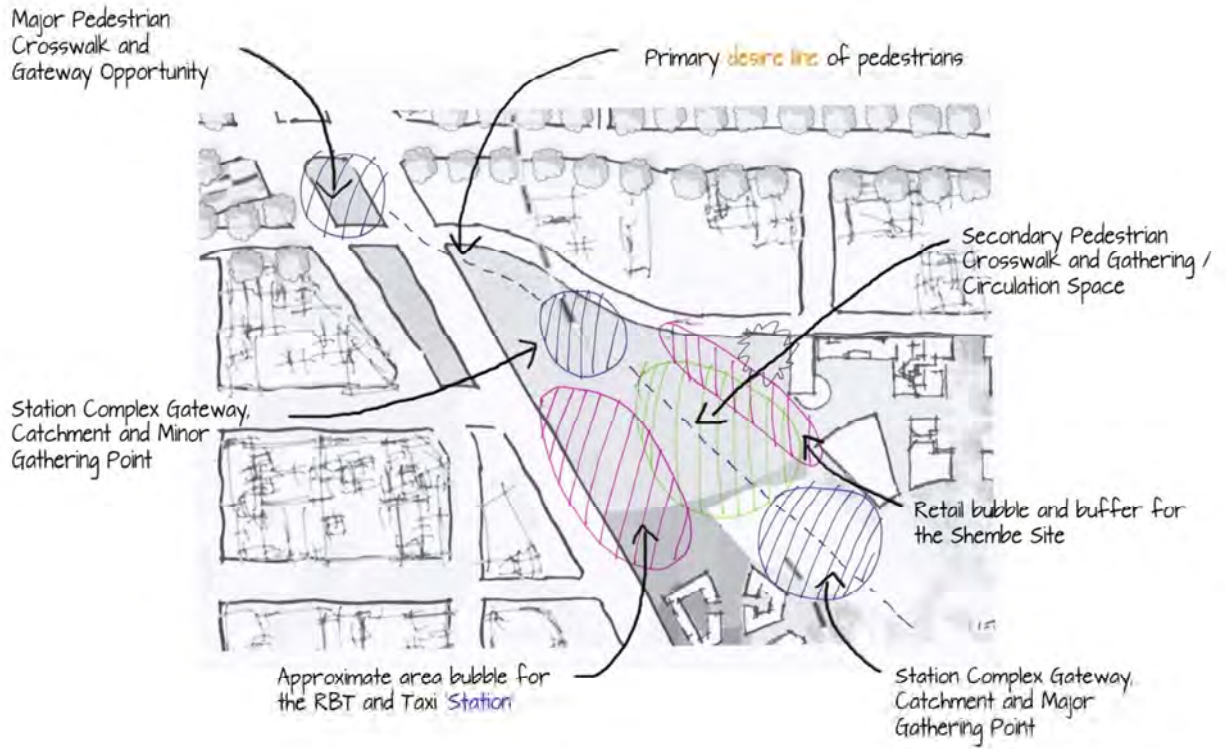 Major Pedestrian
Crosswalk and
Gateway Opportunity
Primary desire line of pedestrians
Secondary Pedestrian
Crosswalk and Gathering /
Circulation Space
Station Complex Gateway,
Catchment and Minor
Gathering Point
Retail bubble and buffer for
the Shembe Site
Approximate area bubble for
the RBT and Taxi 'Station'
Station Complex Gateway,
Catchment and Major
Gathering Point